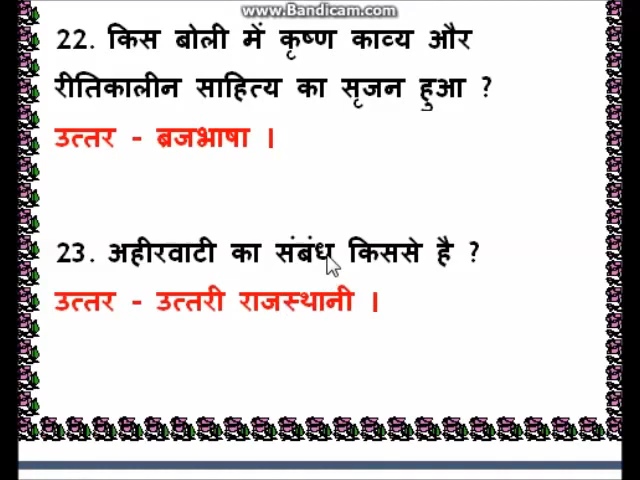 www.Bandicam.com
22. किस बोली में कृष्ण काव्य और
रीतिकालीन साहित्य का सृजन हुआ ?
उत्तर - ब्रजभाषा ।
23. अहीरवाटी का संबंध किससे है ?
उत्तर - उत्तरी राजस्थानी ।